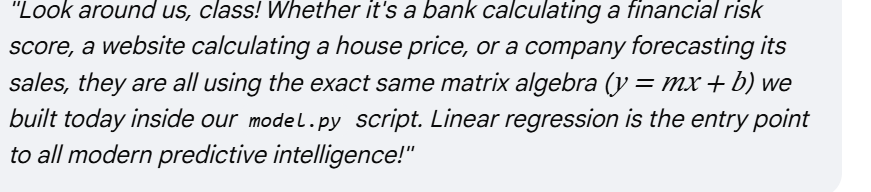 "Look around us, class! Whether it's a bank calculating a financial risk
score, a website calculating a house price, or a company forecasting its
sales, they are all using the exact same matrix algebra (y = mx + b) we
built today inside our model.py script. Linear regression is the entry point
to all modern predictive intelligence!"